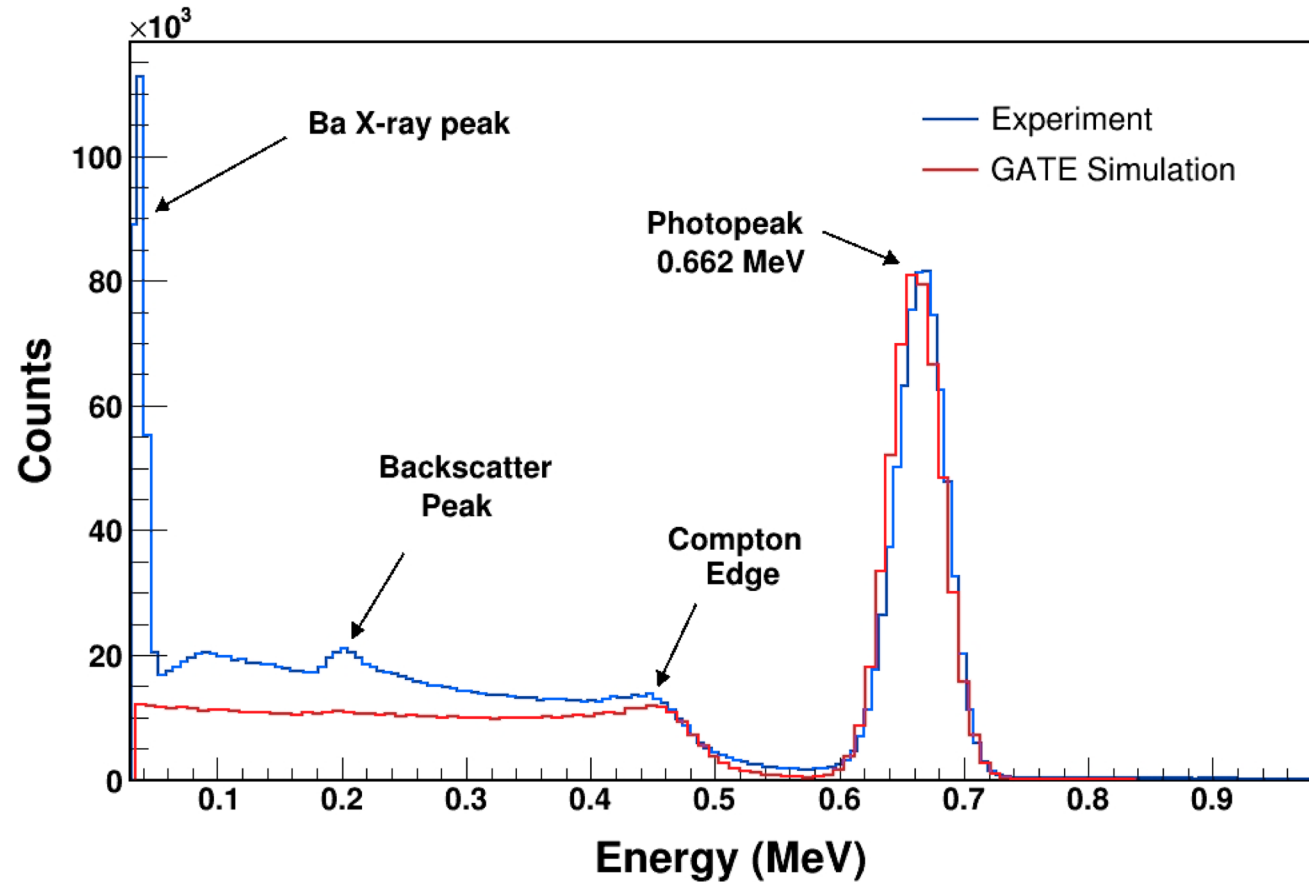 ×10³
Ba X-ray peak
Experiment
GATE Simulation
Photopeak
0.662 MeV
Backscatter
Peak
Compton
Edge
Counts
100
80
60
40
20
0
0.1 0.2 0.3 0.4 0.5 0.6 0.7 0.8 0.9
Energy (MeV)